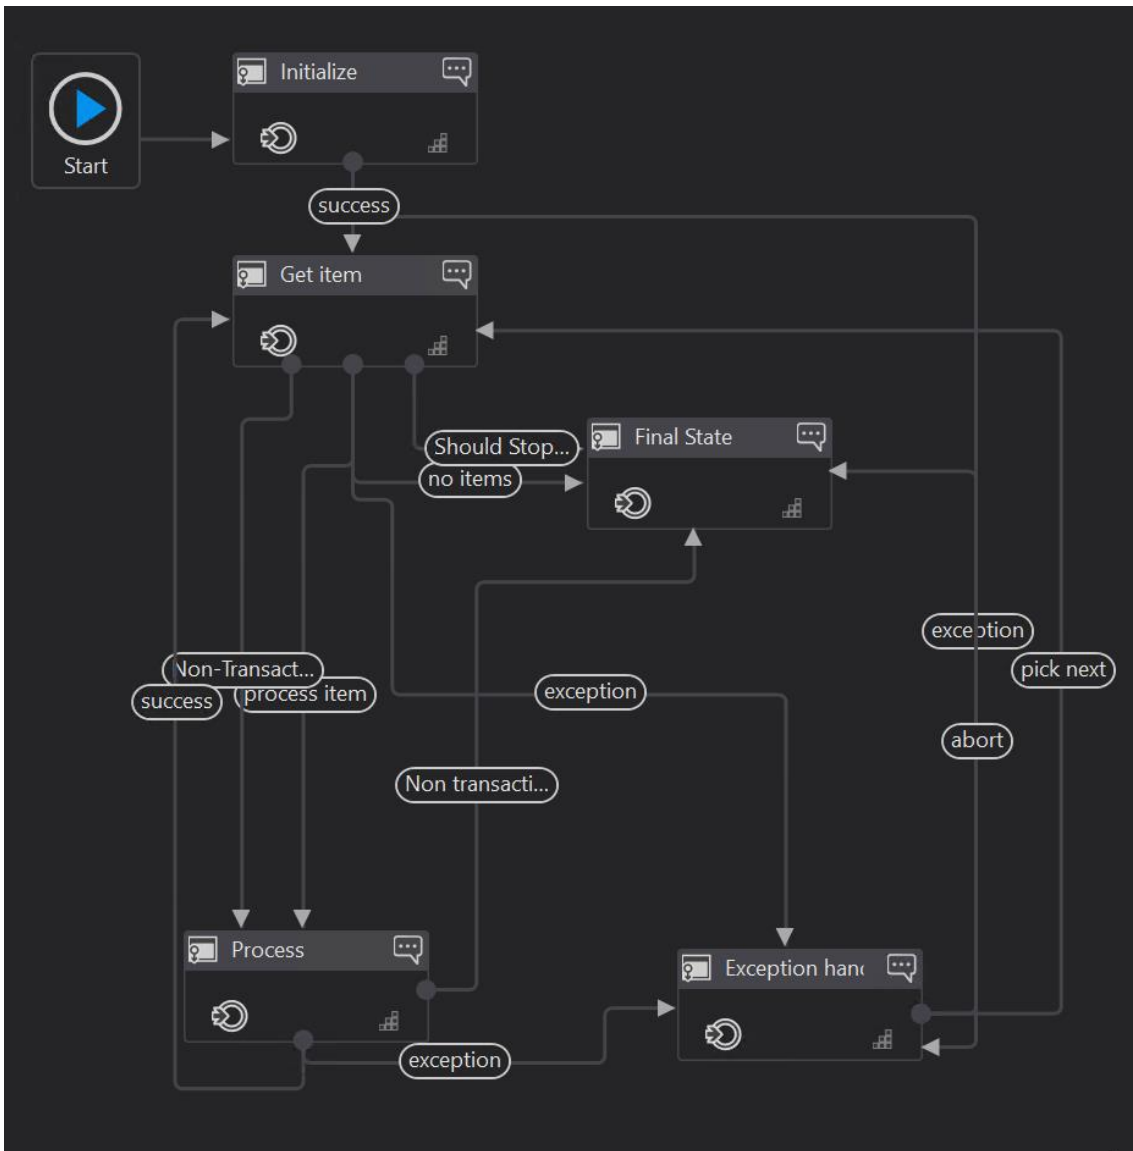 Initialize
Start
success
Get item
Final State
Should Stop...
no items
exception
Non-Transact...
pick next
process item
success
exception
abort
Non transacti...
Process
Exception hand
exception